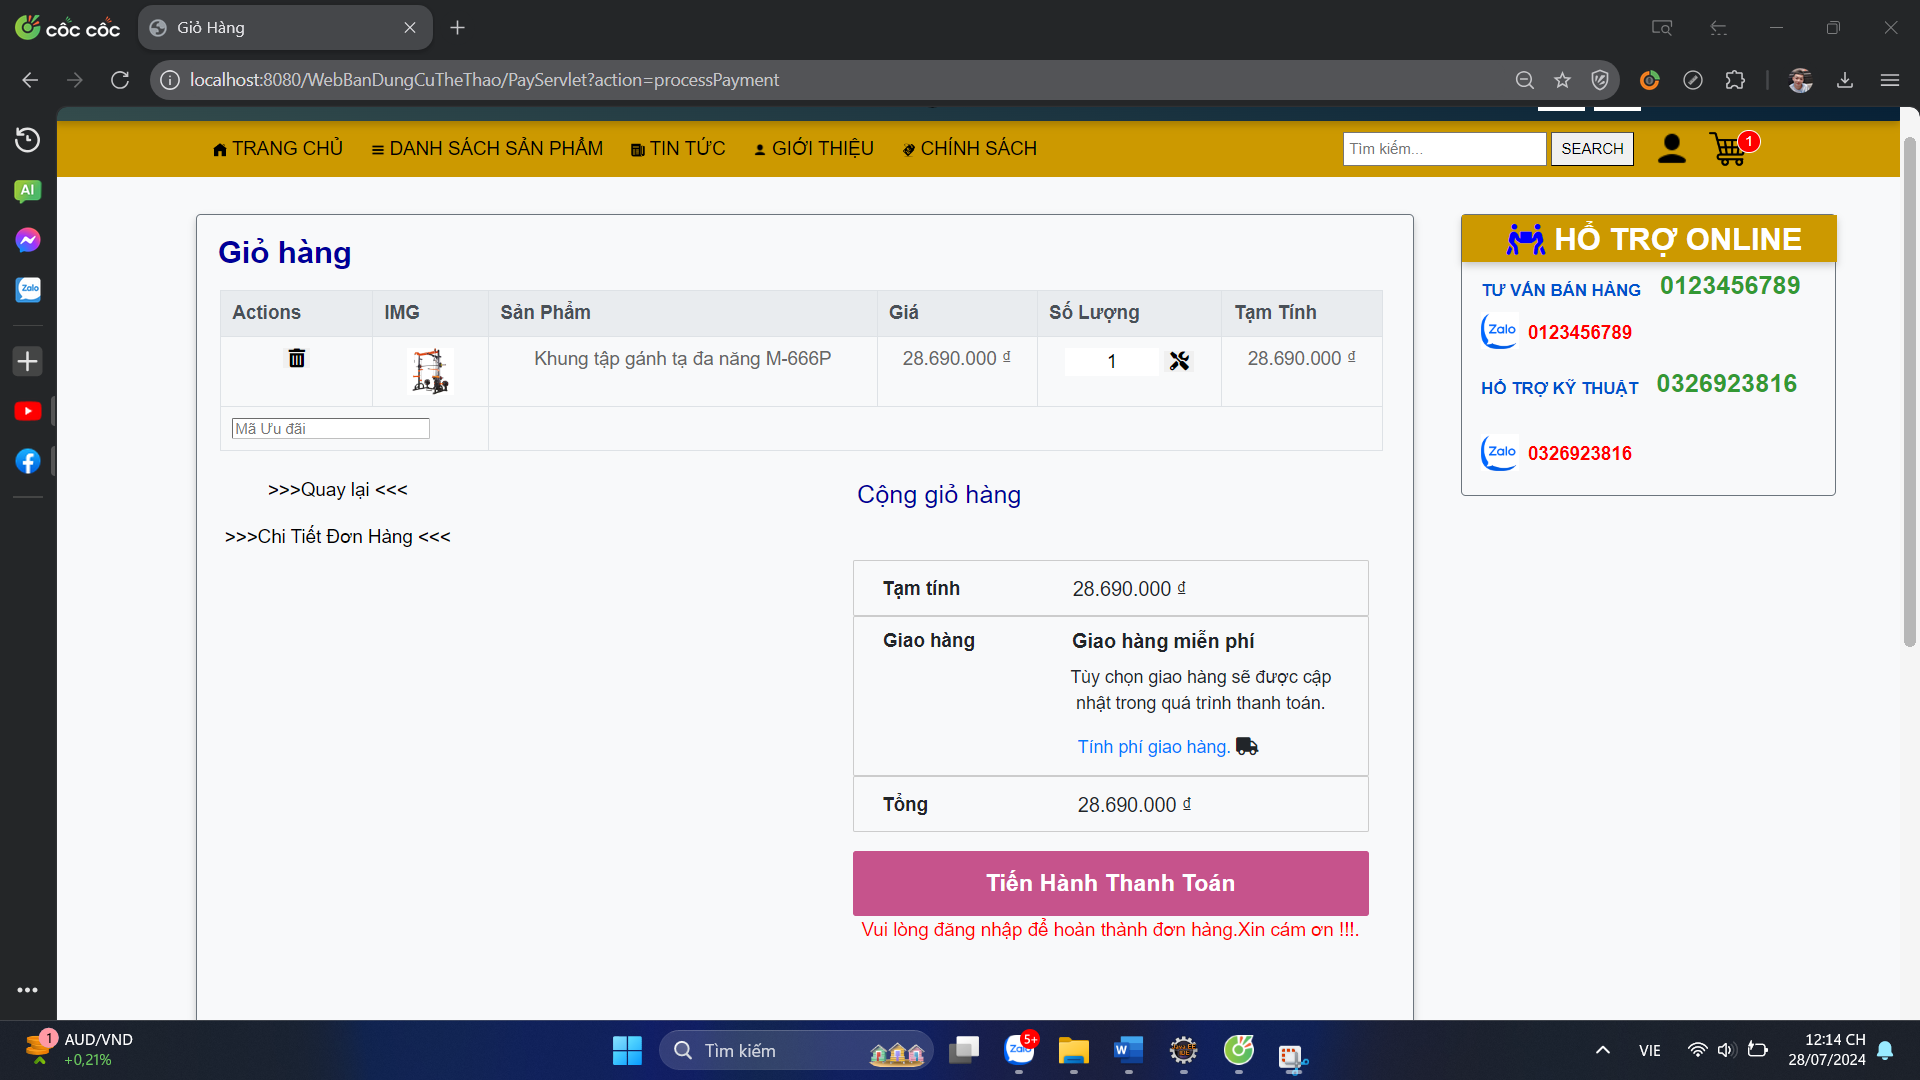 cốc cốc
Giỏ Hàng
localhost:8080/WebBanDungCuTheThao/PayServlet?action=processPayment
TRANG CHỦ DANH SÁCH SẢN PHẨM TIN TỨC GIỚI THIỆU CHÍNH SÁCH Tìm kiếm... SEARCH 1
AI
Zalo
Giỏ hàng
Actions IMG Sản Phẩm Giá Số Lượng Tạm Tính
Khung tập gánh tạ đa năng M-666P 28.690.000 ₫ 1 28.690.000 ₫
Mã Ưu đãi
>>>Quay lại <<<
>>>Chi Tiết Đơn Hàng <<<
Cộng giỏ hàng
Tạm tính 28.690.000 ₫
Giao hàng Giao hàng miễn phí
Tùy chọn giao hàng sẽ được cập
nhật trong quá trình thanh toán.
Tính phí giao hàng.
Tổng 28.690.000 ₫
Tiến Hành Thanh Toán
Vui lòng đăng nhập để hoàn thành đơn hàng.Xin cám ơn !!!.
HỖ TRỢ ONLINE
TƯ VẤN BÁN HÀNG 0123456789
Zalo 0123456789
HỖ TRỢ KỸ THUẬT 0326923816
Zalo 0326923816
1 AUD/VND
+0,21%
Tìm kiếm
Zalo 5+
W
VIE
12:14 CH
28/07/2024